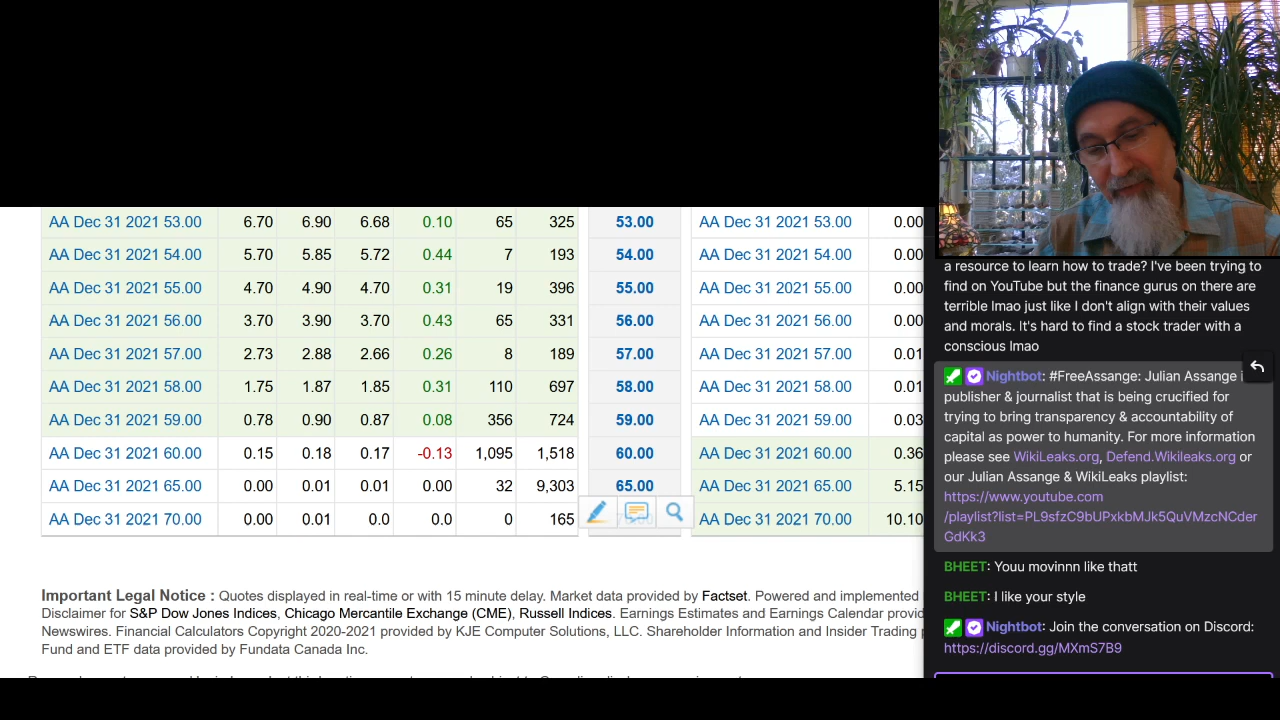 AA Dec 31 2021 53.00 6.70 6.90 6.68 0.10 65 325 53.00 AA Dec 31 2021 53.00 0.00
AA Dec 31 2021 54.00 5.70 5.85 5.72 0.44 7 193 54.00 AA Dec 31 2021 54.00 0.00
AA Dec 31 2021 55.00 4.70 4.90 4.70 0.31 19 396 55.00 AA Dec 31 2021 55.00 0.00
AA Dec 31 2021 56.00 3.70 3.90 3.70 0.43 65 331 56.00 AA Dec 31 2021 56.00 0.00
AA Dec 31 2021 57.00 2.73 2.88 2.66 0.26 8 189 57.00 AA Dec 31 2021 57.00 0.01
AA Dec 31 2021 58.00 1.75 1.87 1.85 0.31 110 697 58.00 AA Dec 31 2021 58.00 0.01
AA Dec 31 2021 59.00 0.78 0.90 0.87 0.08 356 724 59.00 AA Dec 31 2021 59.00 0.03
AA Dec 31 2021 60.00 0.15 0.18 0.17 -0.13 1,095 1,518 60.00 AA Dec 31 2021 60.00 0.36
AA Dec 31 2021 65.00 0.00 0.01 0.01 0.00 32 9,303 65.00 AA Dec 31 2021 65.00 5.15
AA Dec 31 2021 70.00 0.00 0.01 0.0 0.0 0 165 AA Dec 31 2021 70.00 10.10
Important Legal Notice : Quotes displayed in real-time or with 15 minute delay. Market data provided by Factset. Powered and implemented
Disclaimer for S&P Dow Jones Indices, Chicago Mercantile Exchange (CME), Russell Indices. Earnings Estimates and Earnings Calendar provid
Newswires. Financial Calculators Copyright 2020-2021 provided by KJE Computer Solutions, LLC. Shareholder Information and Insider Trading
Fund and ETF data provided by Fundata Canada Inc.
a resource to learn how to trade? I've been trying to
find on YouTube but the finance gurus on there are
terrible lmao just like I don't align with their values
and morals. It's hard to find a stock trader with a
conscious lmao
Nightbot: #FreeAssange: Julian Assange
publisher & journalist that is being crucified for
trying to bring transparency & accountability of
capital as power to humanity. For more information
please see WikiLeaks.org, Defend.Wikileaks.org or
our Julian Assange & WikiLeaks playlist:
https://www.youtube.com
/playlist?list=PL9sfzC9bUPxkbMJk5QuVMzcNCder
GdKk3
BHEET: Youu movinnn like thatt
BHEET: I like your style
Nightbot: Join the conversation on Discord:
https://discord.gg/MXmS7B9